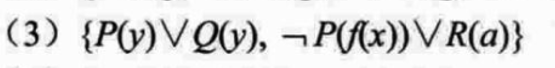 （3）{P(y)∨Q(y), ¬P(f(x))∨R(a)}